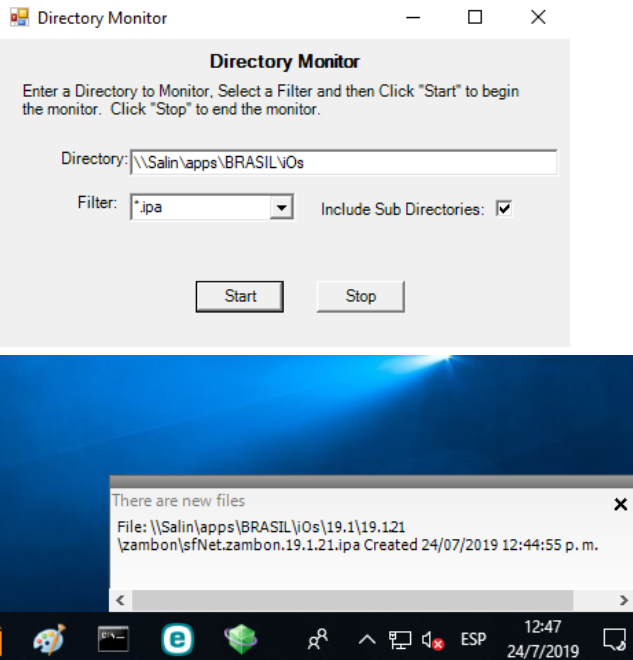 Directory Monitor
Directory Monitor
Enter a Directory to Monitor, Select a Filter and then Click "Start" to begin
the monitor. Click "Stop" to end the monitor.
Directory: \\Salin\apps\BRASIL\iOs
Filter: *.ipa Include Sub Directories:
Start Stop
There are new files
File: \\Salin\apps\BRASIL\iOs\19.1\19.1.21
\zambon\sfNet.zambon.19.1.21.ipa Created 24/07/2019 12:44:55 p. m.
ESP 12:47
24/7/2019